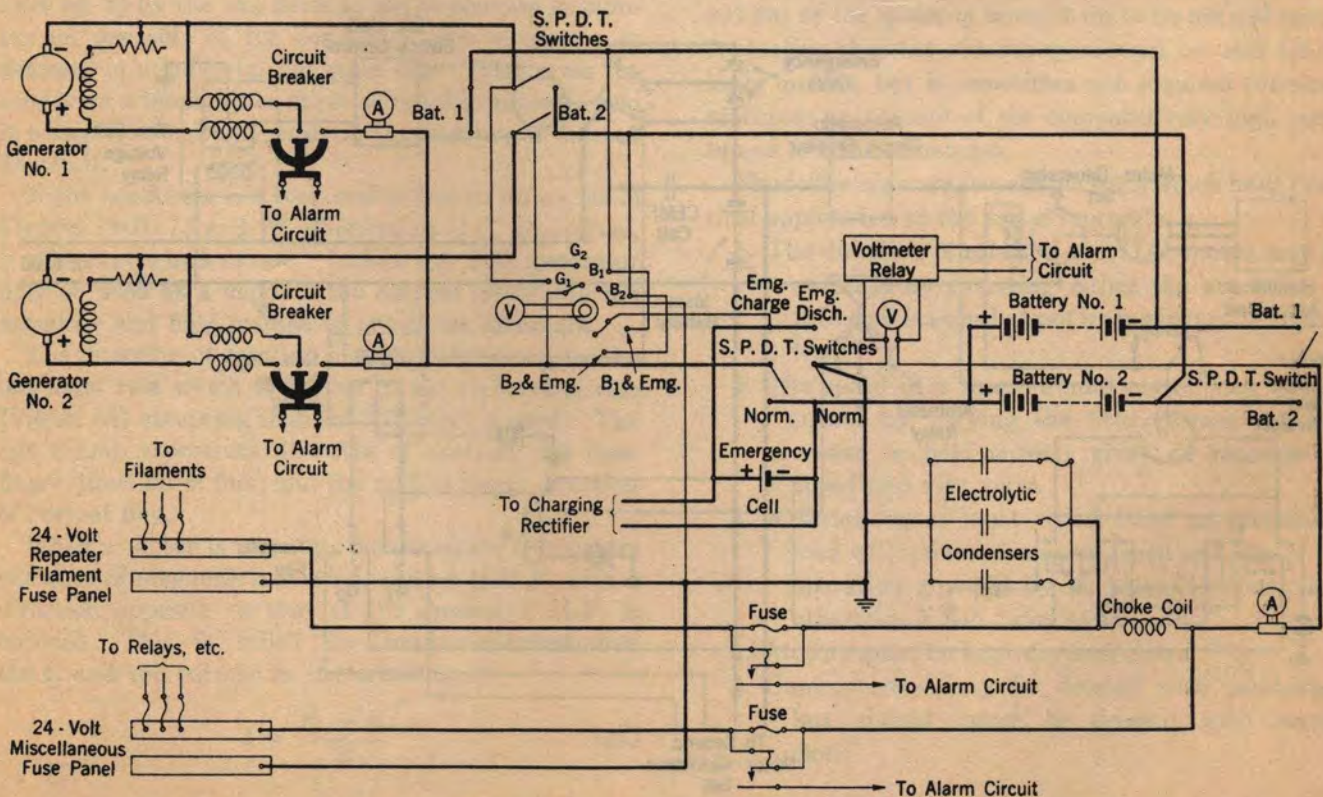 S. P. D. T.
Switches
Circuit
Breaker
A
Bat. 1
Bat. 2
Generator
No. 1
To Alarm
Circuit
Circuit
Breaker
A
Generator
No. 2
To Alarm
Circuit
G2
G1
B1
B2
V
B2 & Emg.
B1 & Emg.
Voltmeter
Relay
To Alarm
Circuit
V
Emg.
Charge
Emg.
Disch.
S. P. D. T. Switches
Norm.
Norm.
+ Battery No. 1 -
Bat. 1
+ Battery No. 2 -
S. P. D. T. Switch
Bat. 2
Emergency
+ -
Cell
To Charging
Rectifier
Electrolytic
Condensers
Choke Coil
A
To
Filaments
24 - Volt
Repeater
Filament
Fuse Panel
Fuse
To Alarm Circuit
To Relays, etc.
24 - Volt
Miscellaneous
Fuse Panel
Fuse
To Alarm Circuit